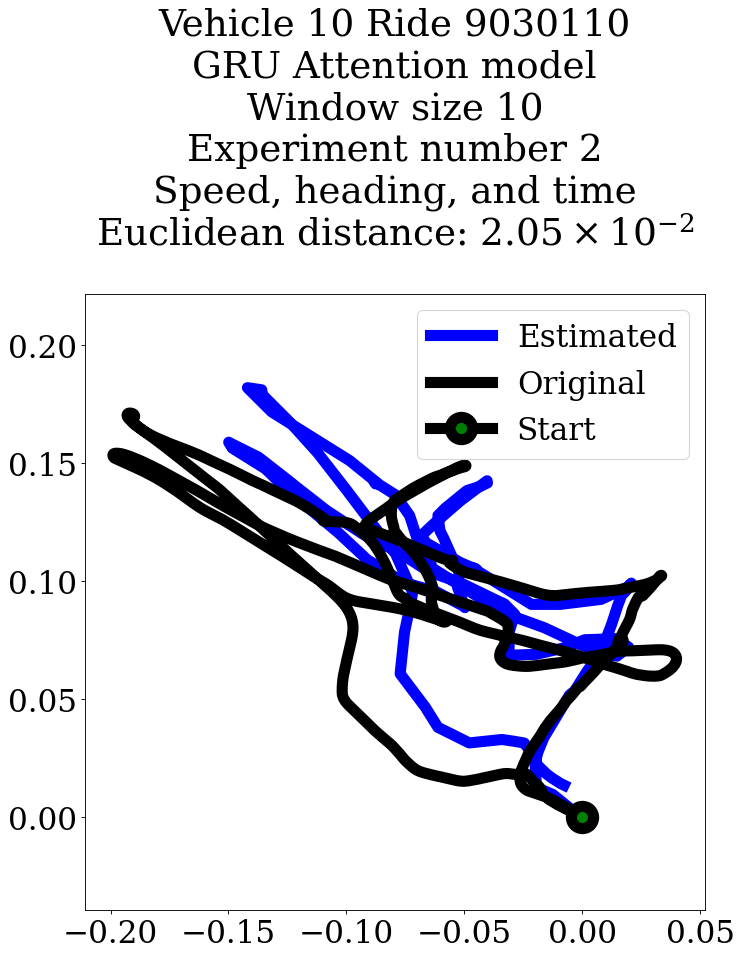 Vehicle 10 Ride 9030110
GRU Attention model
Window size 10
Experiment number 2
Speed, heading, and time
Euclidean distance: 2.05 × 10⁻²
Estimated
Original
Start
0.20
0.15
0.10
0.05
0.00
−0.20 −0.15 −0.10 −0.05 0.00 0.05